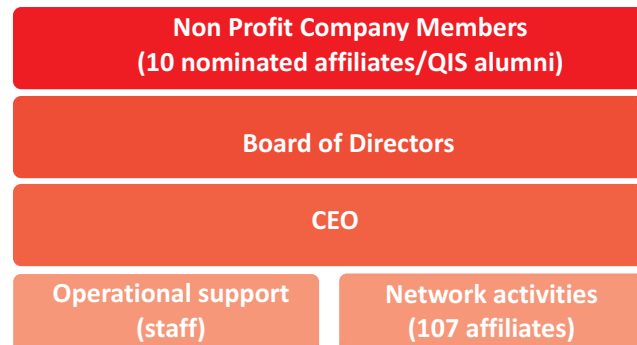 Non Profit Company Members
(10 nominated affiliates/QIS alumni)
Board of Directors
CEO
Operational support
(staff)
Network activities
(107 affiliates)